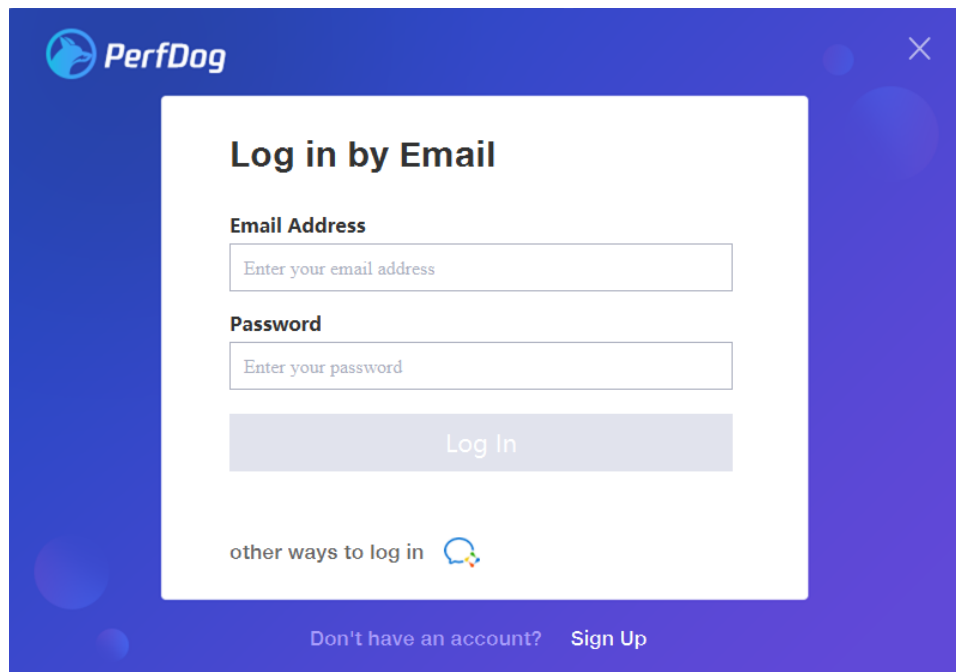 PerfDog
Log in by Email
Email Address
Enter your email address
Password
Enter your password
Log In
other ways to log in
Don't have an account? Sign Up